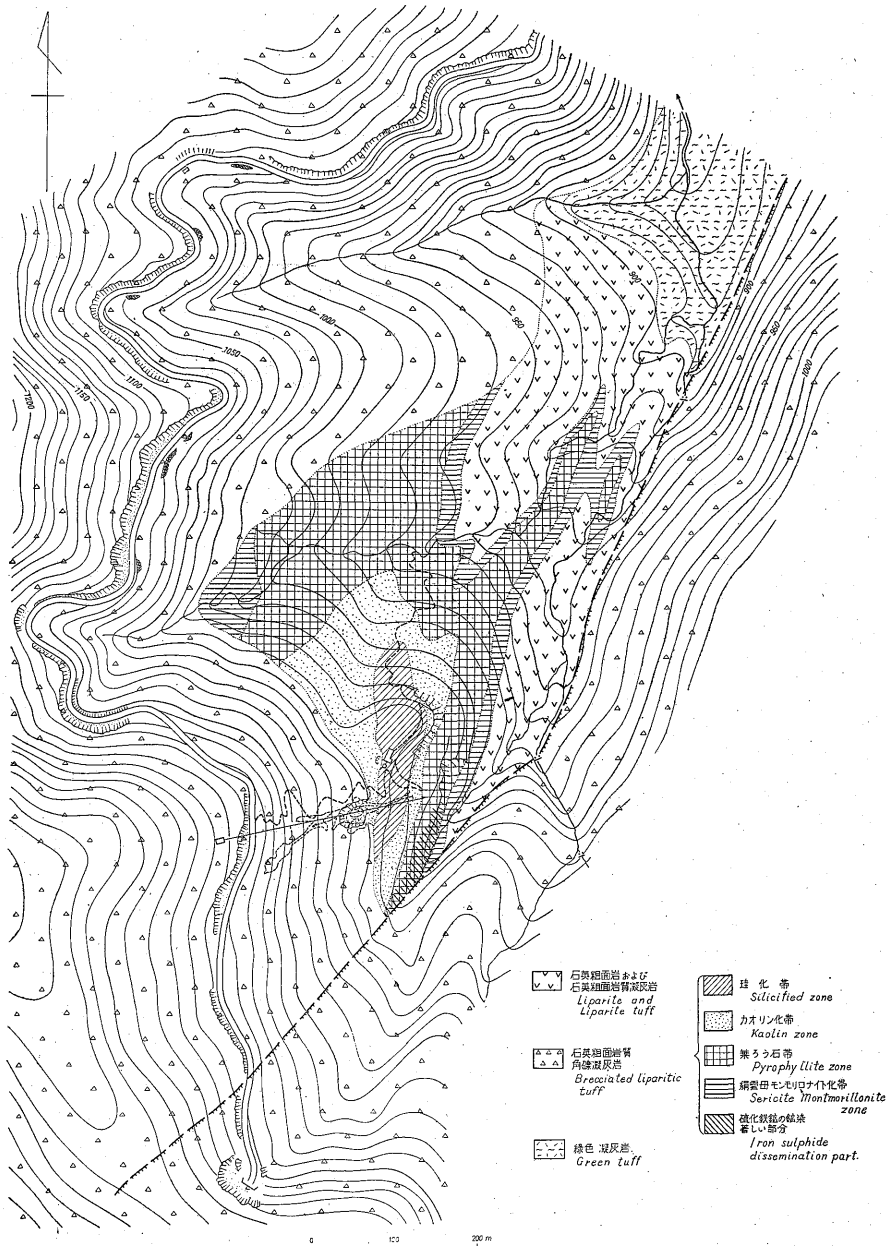 900
900
950
950
1000
1000
1050
1100
1150
1200
石英粗面岩および
石英粗面岩質凝灰岩
Liparite and
Liparite tuff
石英粗面岩質
角礫凝灰岩
Brecciated liparitic
tuff
緑色凝灰岩
Green tuff
珪化帯
Silicified zone
カオリン化帯
Kaolin zone
葉ろう石帯
Pyrophyllite zone
絹雲母モンモリロナイト化帯
Sericite Montmorillonite
zone
硫化鉄鉱の鉱染
著しい部分
Iron sulphide
dissemination part.
0 100 200 m